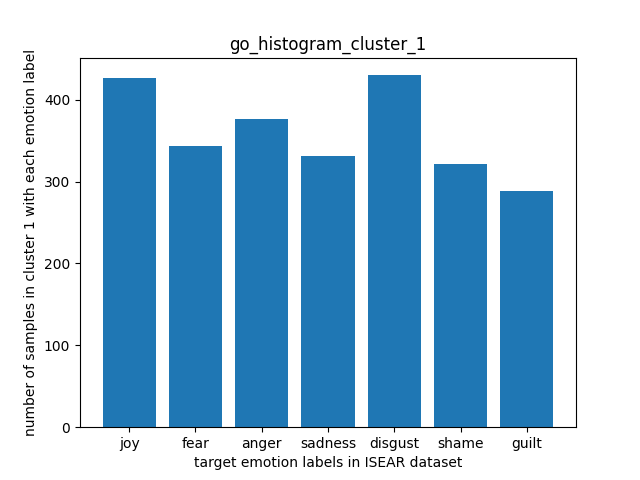 go_histogram_cluster_1
number of samples in cluster 1 with each emotion label
400
300
200
100
0
joy fear anger sadness disgust shame guilt
target emotion labels in ISEAR dataset